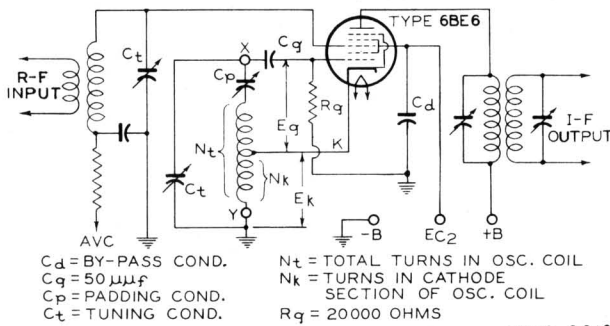 TYPE 6BE6
R-F
INPUT
Ct
X
Cg
Cp
Rg
Eg
Cd
K
Nt
Nk
Ct
Ek
Y
I-F
OUTPUT
AVC
-B
EC2
+B
Cd = BY-PASS COND.
Cg = 50 μμf
Cp = PADDING COND.
Ct = TUNING COND.
Nt = TOTAL TURNS IN OSC. COIL
Nk = TURNS IN CATHODE
SECTION OF OSC. COIL
Rg = 20000 OHMS